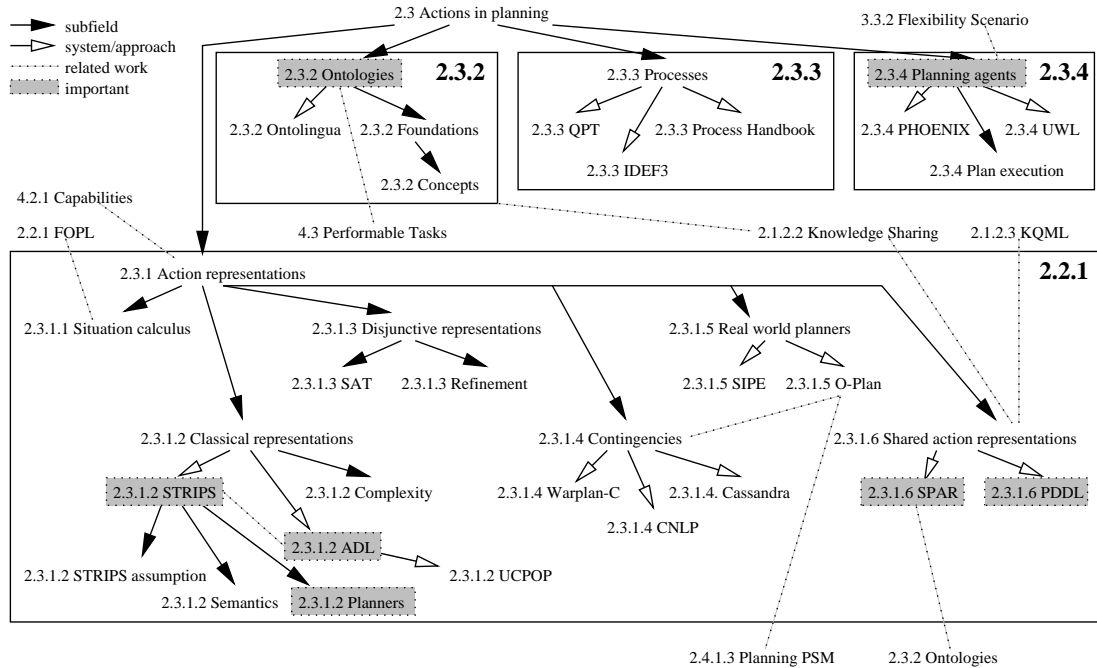 2.3 Actions in planning
3.3.2 Flexibility Scenario
subfield
system/approach
related work
important
2.3.2 Ontologies
2.3.2
2.3.3 Processes
2.3.3
2.3.4 Planning agents
2.3.4
2.3.2 Ontolingua
2.3.2 Foundations
2.3.3 QPT
2.3.3 Process Handbook
2.3.4 PHOENIX
2.3.4 UWL
2.3.3 IDEF3
2.3.4 Plan execution
2.3.2 Concepts
4.2.1 Capabilities
2.2.1 FOPL
4.3 Performable Tasks
2.1.2.2 Knowledge Sharing
2.1.2.3 KQML
2.3.1 Action representations
2.2.1
2.3.1.1 Situation calculus
2.3.1.3 Disjunctive representations
2.3.1.5 Real world planners
2.3.1.3 SAT
2.3.1.3 Refinement
2.3.1.5 SIPE
2.3.1.5 O-Plan
2.3.1.2 Classical representations
2.3.1.4 Contingencies
2.3.1.6 Shared action representations
2.3.1.2 STRIPS
2.3.1.2 Complexity
2.3.1.4 Warplan-C
2.3.1.4. Cassandra
2.3.1.6 SPAR
2.3.1.6 PDDL
2.3.1.4 CNLP
2.3.1.2 ADL
2.3.1.2 STRIPS assumption
2.3.1.2 UCPOP
2.3.1.2 Semantics
2.3.1.2 Planners
2.4.1.3 Planning PSM
2.3.2 Ontologies